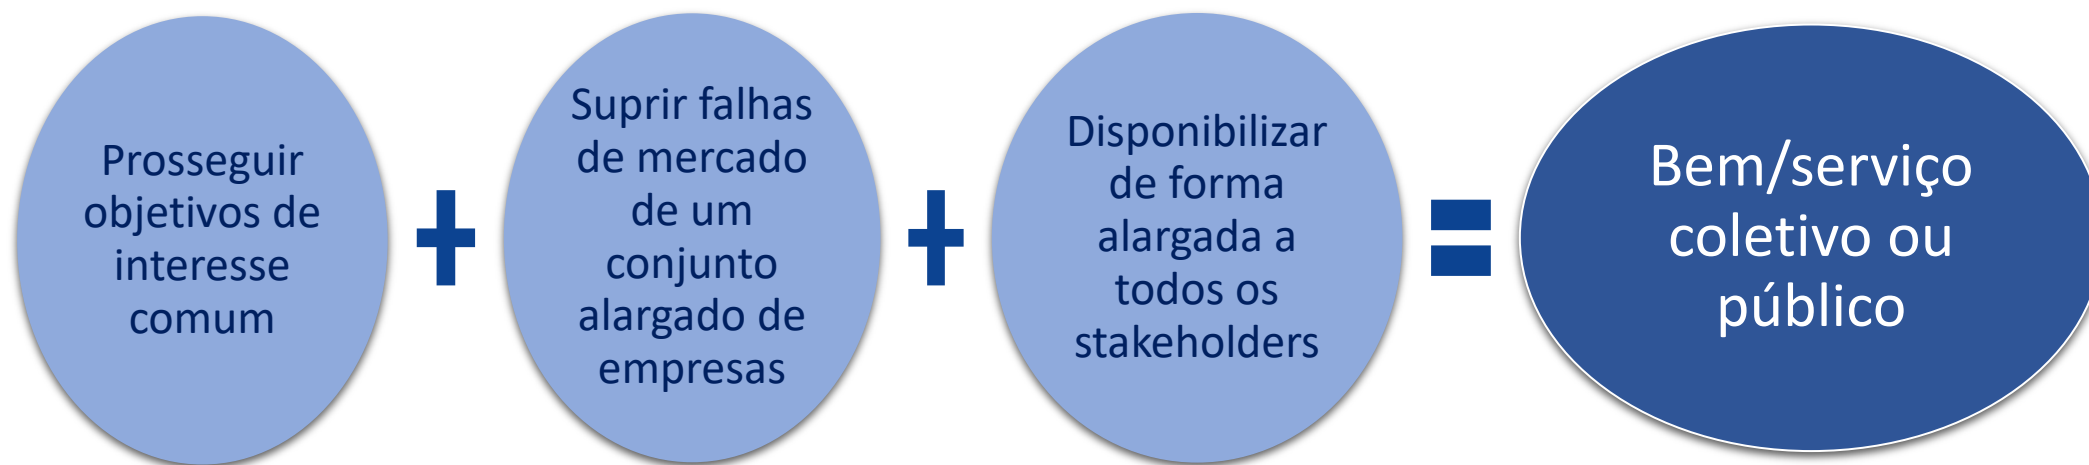 Prosseguir
objetivos de
interesse
comum
+
Suprir falhas
de mercado
de um
conjunto
alargado de
empresas
+
Disponibilizar
de forma
alargada a
todos os
stakeholders
=
Bem/serviço
coletivo ou
público